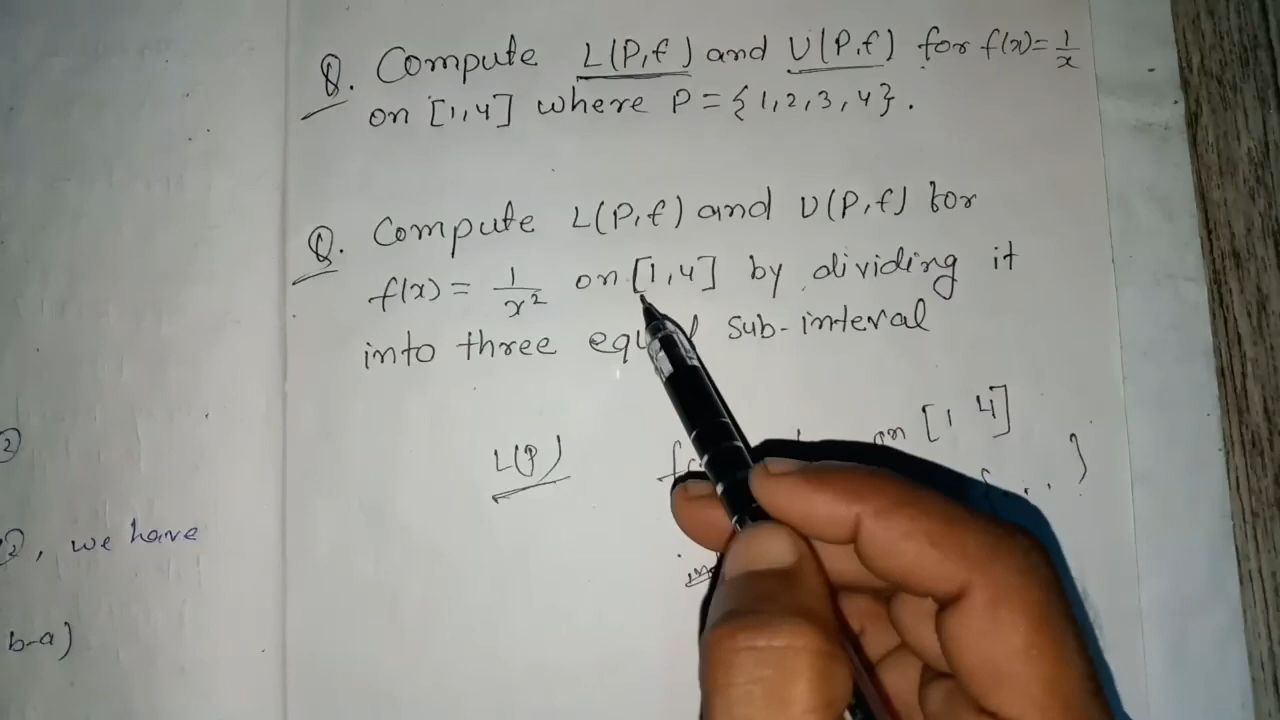 Q. Compute L(P,f) and U(P,f) for f(x)=1/x
on [1,4] where P = {1,2,3,4}.
Q. Compute L(P,f) and U(P,f) for
f(x) = 1/x² on [1,4] by dividing it
into three sub-interval
L(P) on [1 4]
②
, we have
b-a)